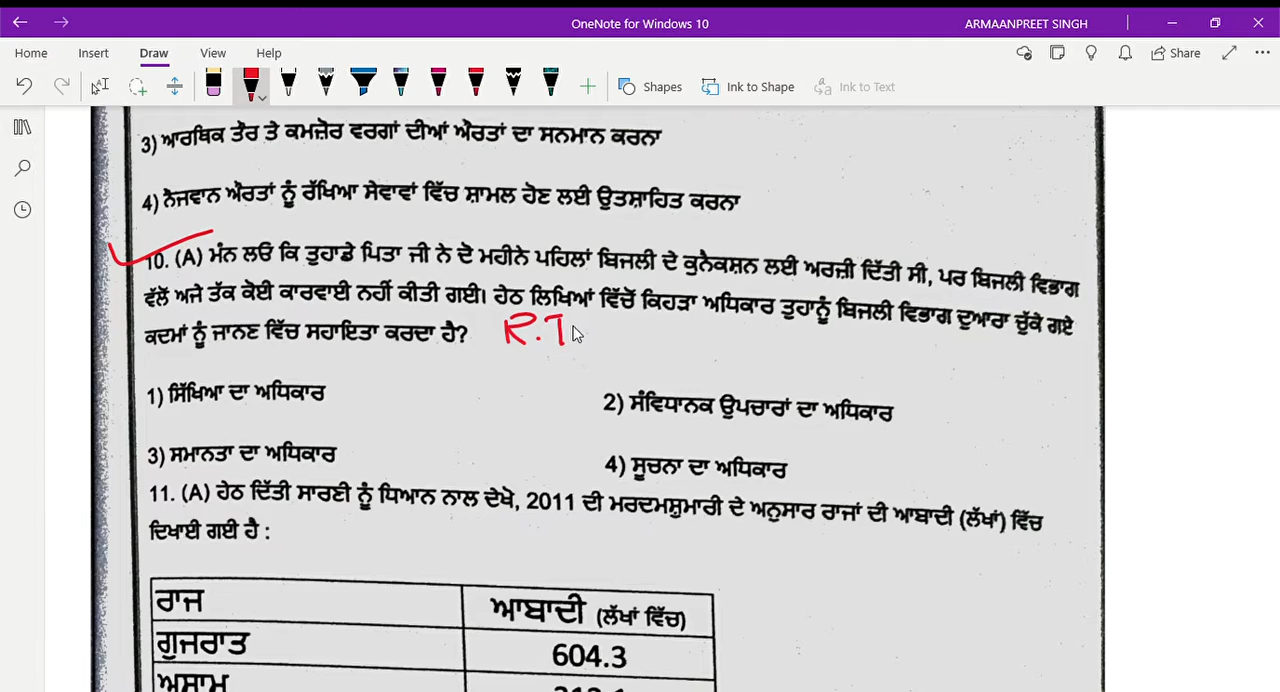 OneNote for Windows 10
ARMAANPREET SINGH
Home Insert Draw View Help
Share
Shapes
Ink to Shape
Ink to Text
3) ਆਰਥਿਕ ਤੌਰ ਤੇ ਕਮਜ਼ੋਰ ਵਰਗਾਂ ਦੀਆਂ ਔਰਤਾਂ ਦਾ ਸਨਮਾਨ ਕਰਨਾ
4) ਨੌਜਵਾਨ ਔਰਤਾਂ ਨੂੰ ਰੱਖਿਆ ਸੇਵਾਵਾਂ ਵਿੱਚ ਸ਼ਾਮਲ ਹੋਣ ਲਈ ਉਤਸ਼ਾਹਿਤ ਕਰਨਾ
10. (A) ਮੰਨ ਲਓ ਕਿ ਤੁਹਾਡੇ ਪਿਤਾ ਜੀ ਨੇ ਦੋ ਮਹੀਨੇ ਪਹਿਲਾਂ ਬਿਜਲੀ ਦੇ ਕੁਨੈਕਸ਼ਨ ਲਈ ਅਰਜ਼ੀ ਦਿੱਤੀ ਸੀ, ਪਰ ਬਿਜਲੀ ਵਿਭਾਗ
ਵੱਲੋਂ ਅਜੇ ਤੱਕ ਕੋਈ ਕਾਰਵਾਈ ਨਹੀਂ ਕੀਤੀ ਗਈ। ਹੇਠ ਲਿਖਿਆਂ ਵਿੱਚੋਂ ਕਿਹੜਾ ਅਧਿਕਾਰ ਤੁਹਾਨੂੰ ਬਿਜਲੀ ਵਿਭਾਗ ਦੁਆਰਾ ਚੁੱਕੇ ਗਏ
ਕਦਮਾਂ ਨੂੰ ਜਾਨਣ ਵਿੱਚ ਸਹਾਇਤਾ ਕਰਦਾ ਹੈ? R.T
1) ਸਿੱਖਿਆ ਦਾ ਅਧਿਕਾਰ
2) ਸੰਵਿਧਾਨਕ ਉਪਚਾਰਾਂ ਦਾ ਅਧਿਕਾਰ
3) ਸਮਾਨਤਾ ਦਾ ਅਧਿਕਾਰ
4) ਸੂਚਨਾ ਦਾ ਅਧਿਕਾਰ
11. (A) ਹੇਠ ਦਿੱਤੀ ਸਾਰਣੀ ਨੂੰ ਧਿਆਨ ਨਾਲ ਦੇਖੋ, 2011 ਦੀ ਮਰਦਮਸ਼ੁਮਾਰੀ ਦੇ ਅਨੁਸਾਰ ਰਾਜਾਂ ਦੀ ਆਬਾਦੀ (ਲੱਖਾਂ) ਵਿੱਚ
ਦਿਖਾਈ ਗਈ ਹੈ :
ਰਾਜ ਆਬਾਦੀ (ਲੱਖਾਂ ਵਿੱਚ)
ਗੁਜਰਾਤ 604.3
ਅਸਾਮ